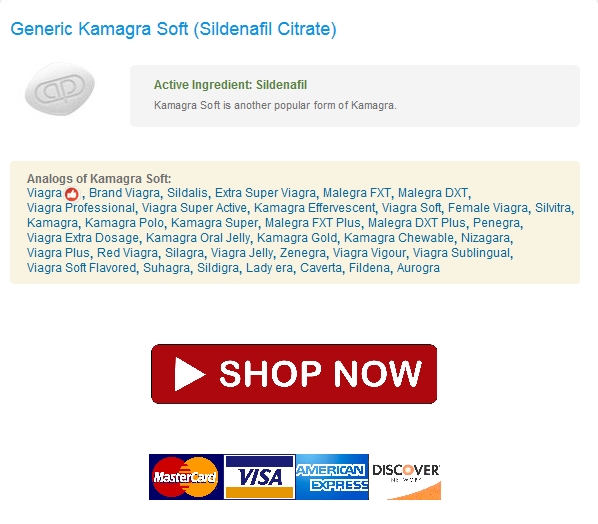 Generic Kamagra Soft (Sildenafil Citrate)
ap
Active Ingredient: Sildenafil
Kamagra Soft is another popular form of Kamagra.
Analogs of Kamagra Soft:
Viagra , Brand Viagra, Sildalis, Extra Super Viagra, Malegra FXT, Malegra DXT,
Viagra Professional, Viagra Super Active, Kamagra Effervescent, Viagra Soft, Female Viagra, Silvitra,
Kamagra, Kamagra Polo, Kamagra Super, Malegra FXT Plus, Malegra DXT Plus, Penegra,
Viagra Extra Dosage, Kamagra Oral Jelly, Kamagra Gold, Kamagra Chewable, Nizagara,
Viagra Plus, Red Viagra, Silagra, Viagra Jelly, Zenegra, Viagra Vigour, Viagra Sublingual,
Viagra Soft Flavored, Suhagra, Sildigra, Lady era, Caverta, Fildena, Aurogra
SHOP NOW
MasterCard VISA AMERICAN EXPRESS DISCOVER NETWORK